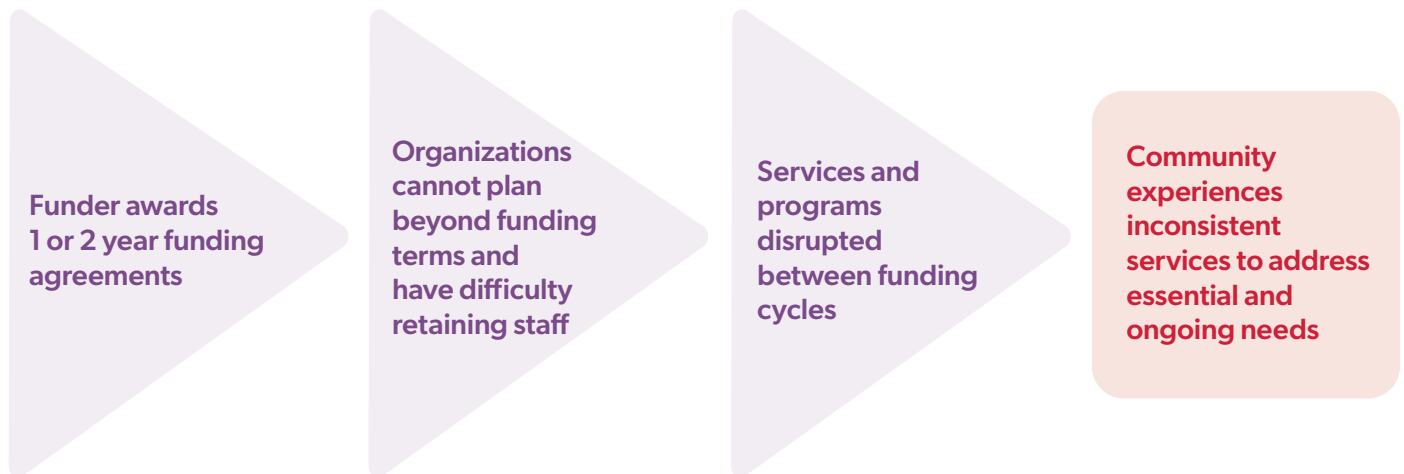 Funder awards
1 or 2 year funding
agreements
Organizations
cannot plan
beyond funding
terms and
have difficulty
retaining staff
Services and
programs
disrupted
between funding
cycles
Community
experiences
inconsistent
services to address
essential and
ongoing needs